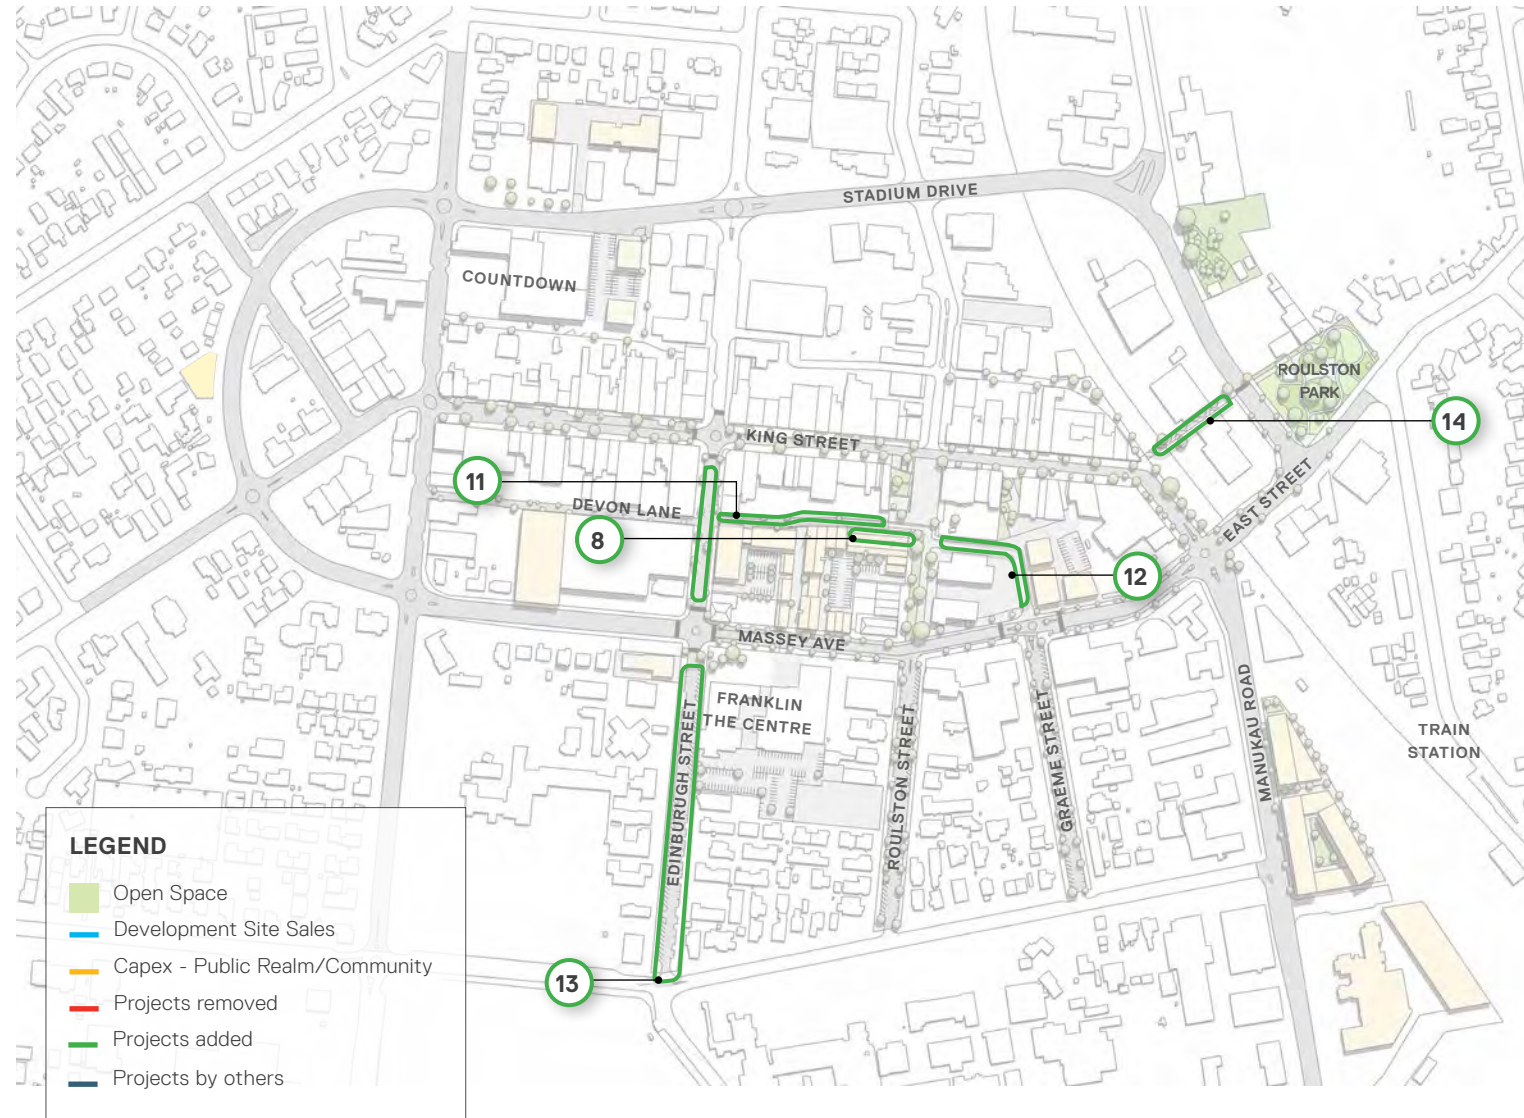 STADIUM DRIVE
COUNTDOWN
ROULSTON
PARK
14
KING STREET
11
DEVON LANE
EAST STREET
8
12
MASSEY AVE
FRANKLIN
THE CENTRE
EDINBURUGH STREET
ROULSTON STREET
GRAEME STREET
MANUKAU ROAD
TRAIN
STATION
13
LEGEND
Open Space
Development Site Sales
Capex - Public Realm/Community
Projects removed
Projects added
Projects by others